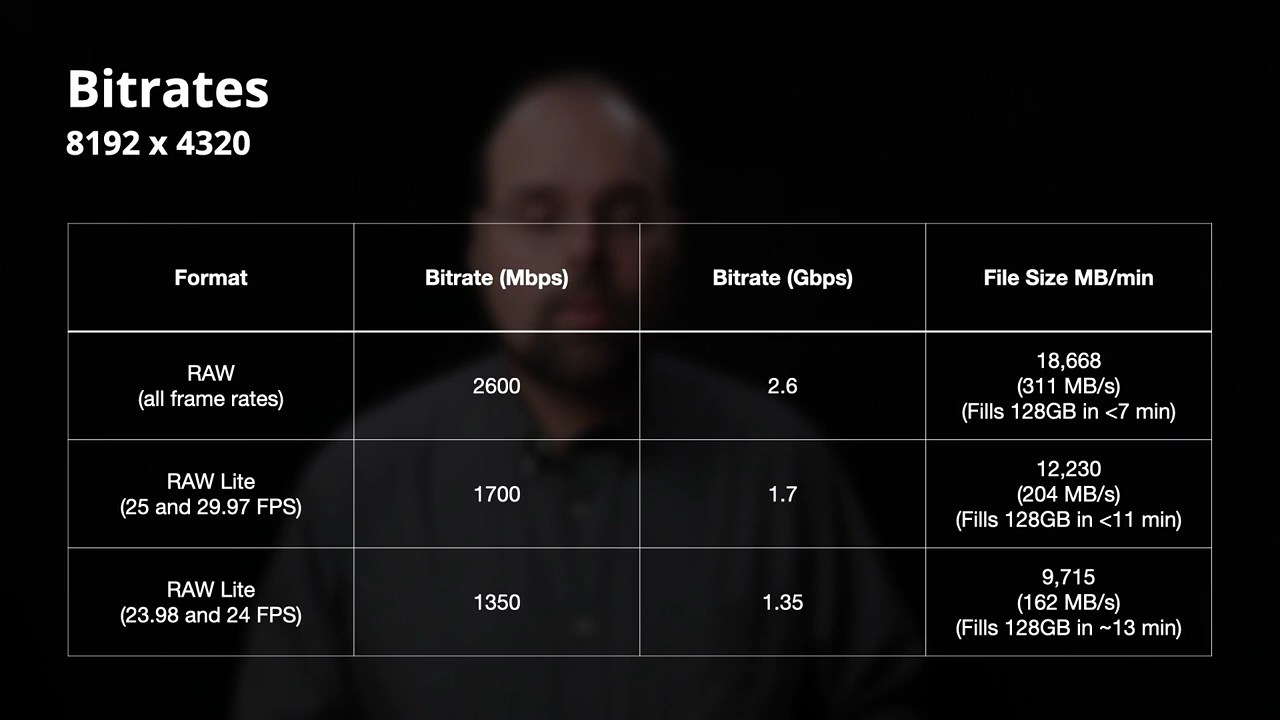 Bitrates
8192 x 4320
Format
Bitrate (Mbps)
Bitrate (Gbps)
File Size MB/min
RAW
(all frame rates)
2600
2.6
18,668
(311 MB/s)
(Fills 128GB in <7 min)
RAW Lite
(25 and 29.97 FPS)
1700
1.7
12,230
(204 MB/s)
(Fills 128GB in <11 min)
RAW Lite
(23.98 and 24 FPS)
1350
1.35
9,715
(162 MB/s)
(Fills 128GB in ~13 min)